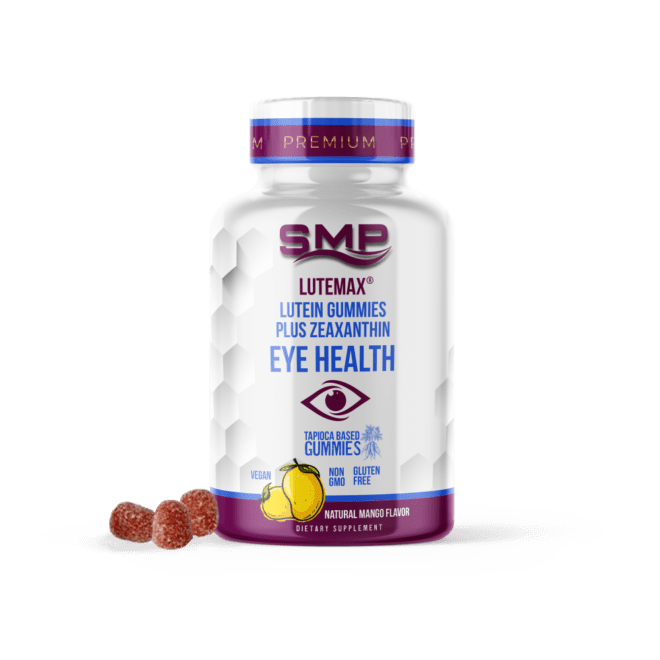 PREMIUM
SMP
LUTEMAX®
LUTEIN GUMMIES
PLUS ZEAXANTHIN
EYE HEALTH
TAPIOCA BASED
GUMMIES
VEGAN
NON GLUTEN
GMO FREE
NATURAL MANGO FLAVOR
DIETARY SUPPLEMENT